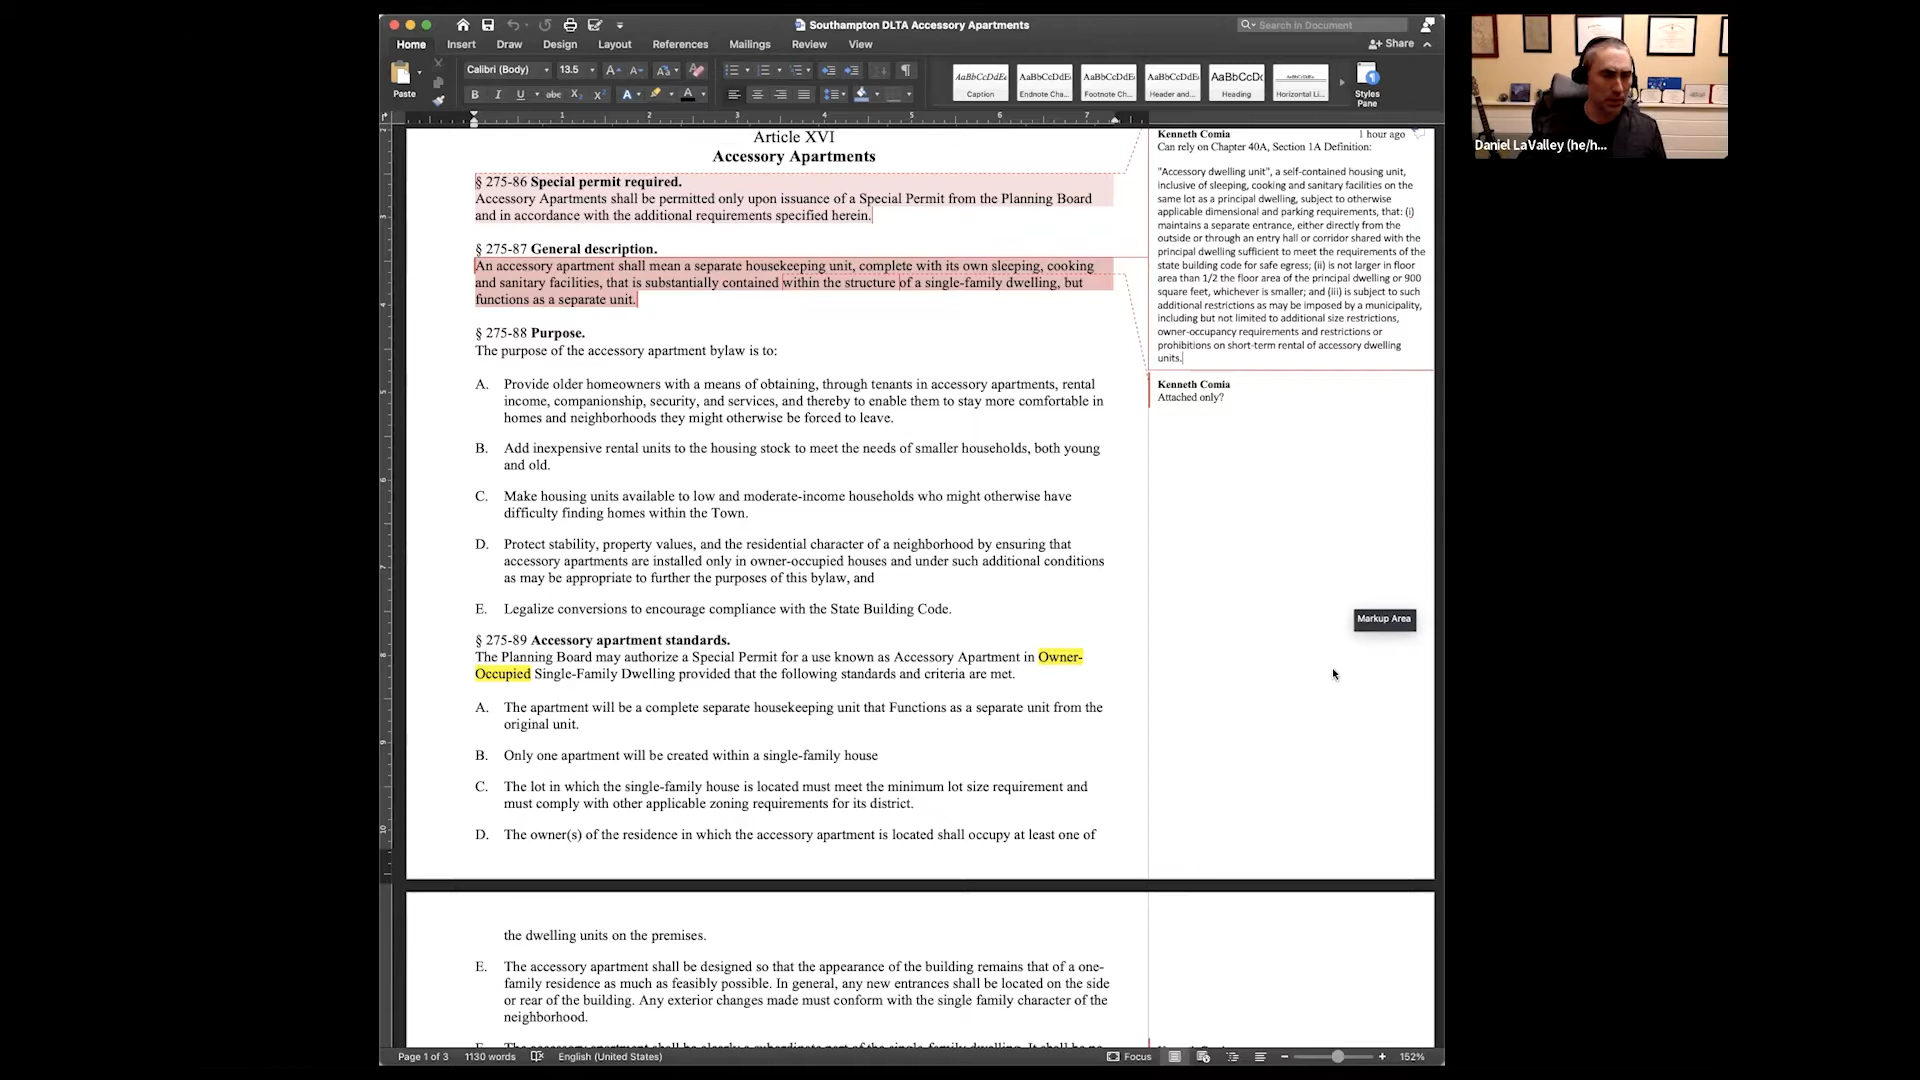 Southampton DLTA Accessory Apartments
Search in Document
Home Insert Draw Design Layout References Mailings Review View
Share
Paste
Calibri (Body) 13.5
AaBbCcDdEe AaBbCcDdE AaBbCcDdE AaBbCcDdE AaBbCcDc
Caption Endnote Cha... Footnote Ch... Header and... Heading Horizontal Li...
Styles
Pane
1 2 3 4 5 6 7
Article XVI
Accessory Apartments
§ 275-86 Special permit required.
Accessory Apartments shall be permitted only upon issuance of a Special Permit from the Planning Board
and in accordance with the additional requirements specified herein.
§ 275-87 General description.
An accessory apartment shall mean a separate housekeeping unit, complete with its own sleeping, cooking
and sanitary facilities, that is substantially contained within the structure of a single-family dwelling, but
functions as a separate unit.
§ 275-88 Purpose.
The purpose of the accessory apartment bylaw is to:
A. Provide older homeowners with a means of obtaining, through tenants in accessory apartments, rental
income, companionship, security, and services, and thereby to enable them to stay more comfortable in
homes and neighborhoods they might otherwise be forced to leave.
B. Add inexpensive rental units to the housing stock to meet the needs of smaller households, both young
and old.
C. Make housing units available to low and moderate-income households who might otherwise have
difficulty finding homes within the Town.
D. Protect stability, property values, and the residential character of a neighborhood by ensuring that
accessory apartments are installed only in owner-occupied houses and under such additional conditions
as may be appropriate to further the purposes of this bylaw, and
E. Legalize conversions to encourage compliance with the State Building Code.
§ 275-89 Accessory apartment standards.
The Planning Board may authorize a Special Permit for a use known as Accessory Apartment in Owner-
Occupied Single-Family Dwelling provided that the following standards and criteria are met.
A. The apartment will be a complete separate housekeeping unit that Functions as a separate unit from the
original unit.
B. Only one apartment will be created within a single-family house
C. The lot in which the single-family house is located must meet the minimum lot size requirement and
must comply with other applicable zoning requirements for its district.
D. The owner(s) of the residence in which the accessory apartment is located shall occupy at least one of
the dwelling units on the premises.
E. The accessory apartment shall be designed so that the appearance of the building remains that of a one-
family residence as much as feasibly possible. In general, any new entrances shall be located on the side
or rear of the building. Any exterior changes made must conform with the single family character of the
neighborhood.
Kenneth Comia 1 hour ago
Can rely on Chapter 40A, Section 1A Definition:
"Accessory dwelling unit", a self-contained housing unit,
inclusive of sleeping, cooking and sanitary facilities on the
same lot as a principal dwelling, subject to otherwise
applicable dimensional and parking requirements, that: (i)
maintains a separate entrance, either directly from the
outside or through an entry hall or corridor shared with the
principal dwelling sufficient to meet the requirements of the
state building code for safe egress; (ii) is not larger in floor
area than 1/2 the floor area of the principal dwelling or 900
square feet, whichever is smaller; and (iii) is subject to such
additional restrictions as may be imposed by a municipality,
including but not limited to additional size restrictions,
owner-occupancy requirements and restrictions or
prohibitions on short-term rental of accessory dwelling
units.
Kenneth Comia
Attached only?
Markup Area
Page 1 of 3 1130 words English (United States)
Focus 152%
Daniel LaValley (he/h...